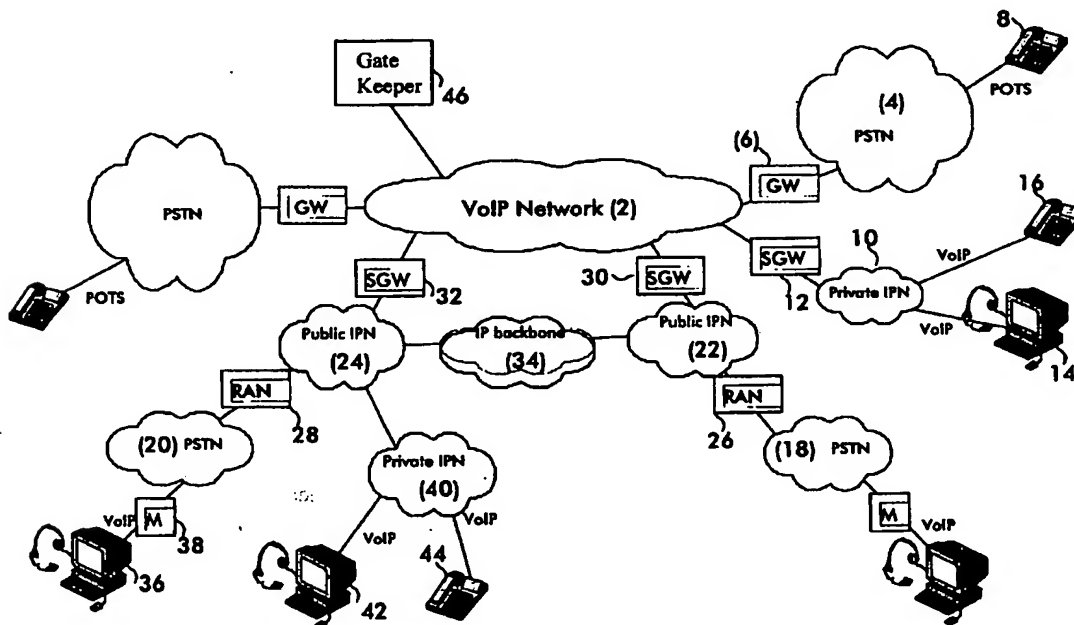 8
Gate
Keeper
46
POTS
(4)
PSTN
(6)
GW
16
PSTN
GW
VoIP Network (2)
VoIP
10
SGW
30
SGW
SGW
32
12
Private IPN
POTS
VoIP
14
Public IPN
(24)
IP backbone
(34)
Public IPN
(22)
RAN
28
RAN
26
(20) PSTN
Private IPN
(40)
(18) PSTN
VoIP
M
38
VoIP
VoIP
M
VoIP
36
44
42